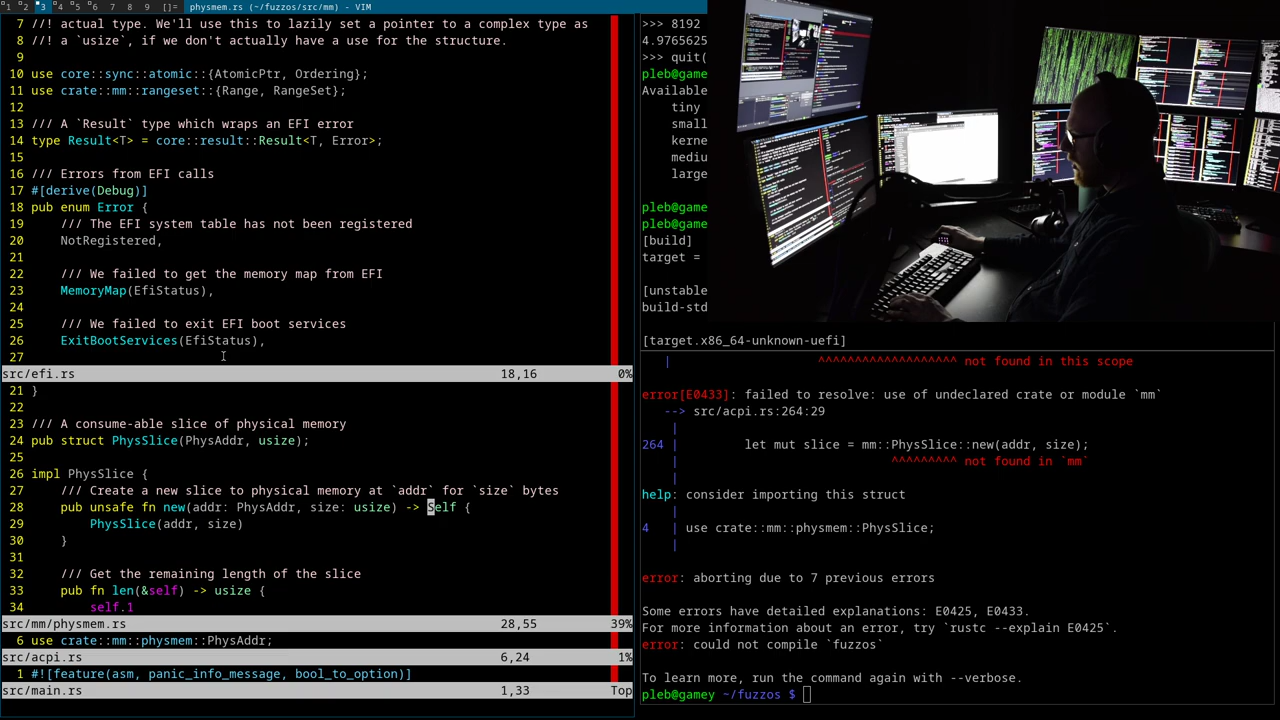 1 2 3 4 5 6 7 8 9 []= physmem.rs (~/fuzzos/src/mm) - VIM
7 //! actual type. We'll use this to lazily set a pointer to a complex type as
8 //! a `usize`, if we don't actually have a use for the structure.
9
10 use core::sync::atomic::{AtomicPtr, Ordering};
11 use crate::mm::rangeset::{Range, RangeSet};
12
13 /// A `Result` type which wraps an EFI error
14 type Result<T> = core::result::Result<T, Error>;
15
16 /// Errors from EFI calls
17 #[derive(Debug)]
18 pub enum Error {
19 /// The EFI system table has not been registered
20 NotRegistered,
21
22 /// We failed to get the memory map from EFI
23 MemoryMap(EfiStatus),
24
25 /// We failed to exit EFI boot services
26 ExitBootServices(EfiStatus),
27
src/efi.rs 18,16 0%
21 }
22
23 /// A consume-able slice of physical memory
24 pub struct PhysSlice(PhysAddr, usize);
25
26 impl PhysSlice {
27 /// Create a new slice to physical memory at `addr` for `size` bytes
28 pub unsafe fn new(addr: PhysAddr, size: usize) -> Self {
29 PhysSlice(addr, size)
30 }
31
32 /// Get the remaining length of the slice
33 pub fn len(&self) -> usize {
34 self.1
src/mm/physmem.rs 28,55 39%
6 use crate::mm::physmem::PhysAddr;
src/acpi.rs 6,24 1%
1 #![feature(asm, panic_info_message, bool_to_option)]
src/main.rs 1,33 Top
>>> 8192
4.9765625
>>> quit(
pleb@game
Available
tiny
small
kerne
mediu
large
pleb@game
pleb@game
[build]
target =
[unstable
build-std
[target.x86_64-unknown-uefi]
| ^^^^^^^^^^^^^^^^^^^ not found in this scope
error[E0433]: failed to resolve: use of undeclared crate or module `mm`
--> src/acpi.rs:264:29
|
264 | let mut slice = mm::PhysSlice::new(addr, size);
| ^^^^^^^^^ not found in `mm`
|
help: consider importing this struct
|
4 | use crate::mm::physmem::PhysSlice;
|
error: aborting due to 7 previous errors
Some errors have detailed explanations: E0425, E0433.
For more information about an error, try `rustc --explain E0425`.
error: could not compile `fuzzos`
To learn more, run the command again with --verbose.
pleb@gamey ~/fuzzos $